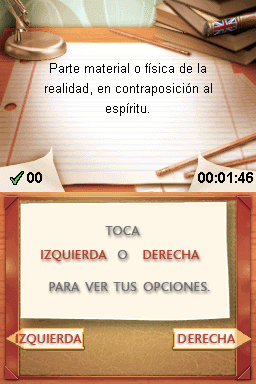 Parte material o física de la
realidad, en contraposición al
espíritu.
00
00:01:46
TOCA
IZQUIERDA O DERECHA
PARA VER TUS OPCIONES.
IZQUIERDA
DERECHA